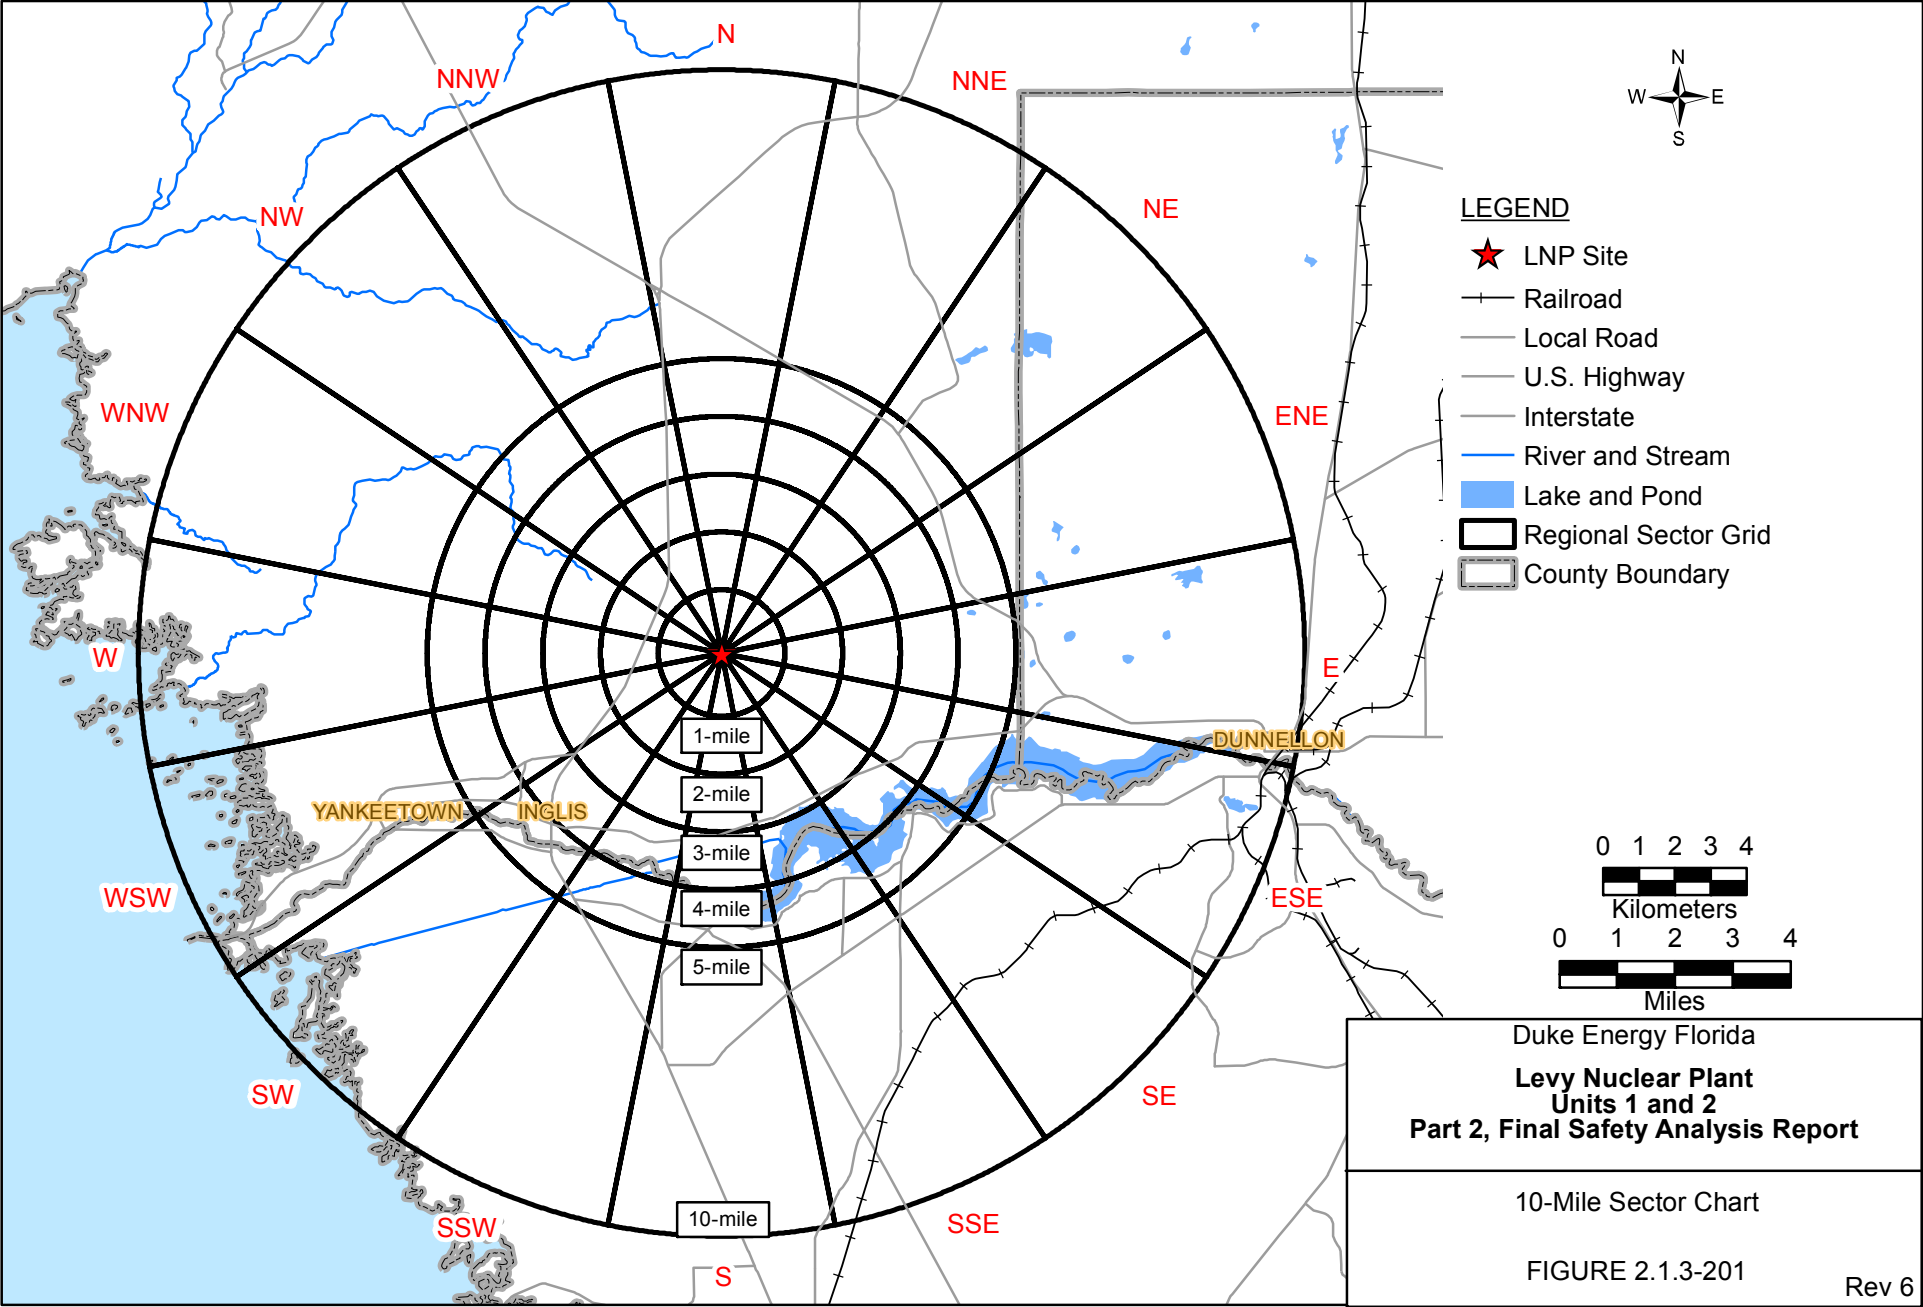 N
NNW
NNE
NW
NE
WNW
ENE
W
E
WSW
ESE
SW
SE
SSW
SSE
S
YANKEETOWN
INGLIS
DUNNELLON
1-mile
2-mile
3-mile
4-mile
5-mile
10-mile
N
W E
S
LEGEND
LNP Site
Railroad
Local Road
U.S. Highway
Interstate
River and Stream
Lake and Pond
Regional Sector Grid
County Boundary
0 1 2 3 4
Kilometers
0 1 2 3 4
Miles
Duke Energy Florida
Levy Nuclear Plant
Units 1 and 2
Part 2, Final Safety Analysis Report
10-Mile Sector Chart
FIGURE 2.1.3-201
Rev 6